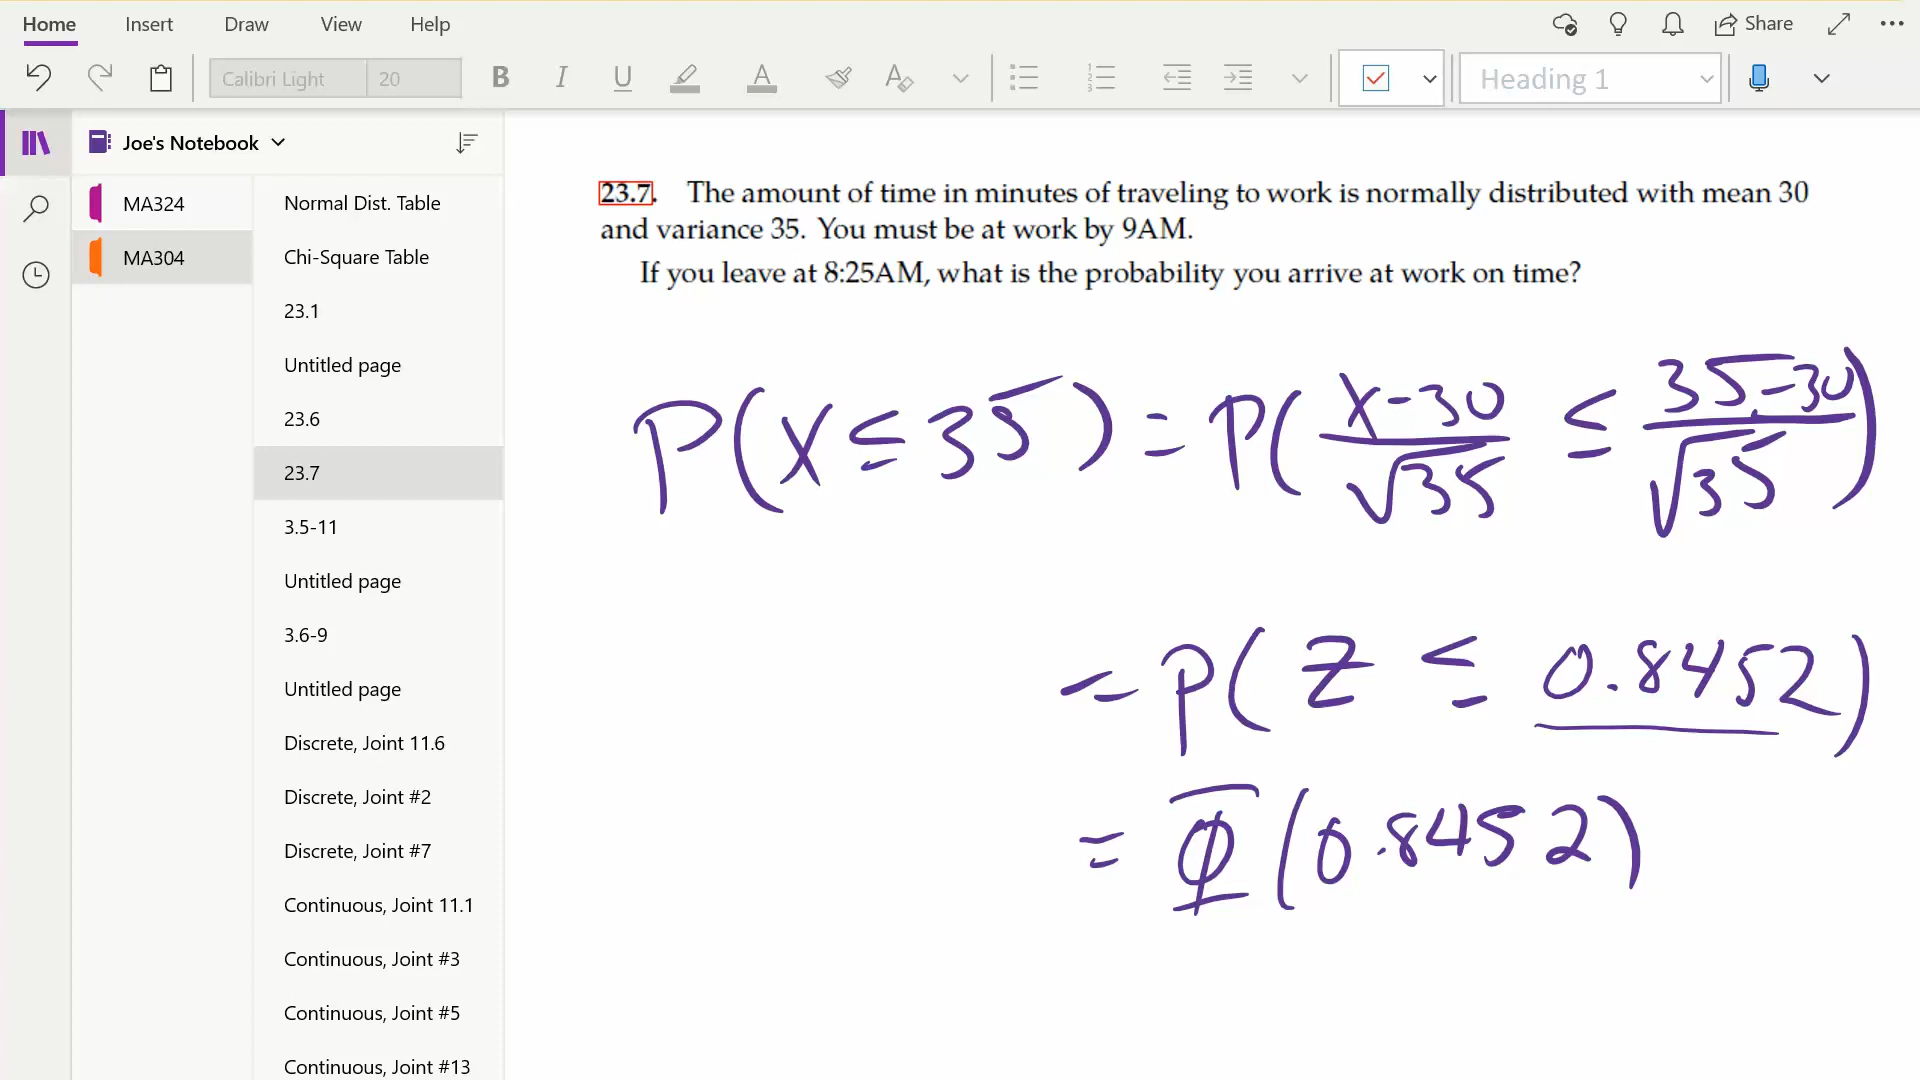 Home Insert Draw View Help Share
Calibri Light 20 B I U A A Heading 1
Joe's Notebook
MA324
MA304
Normal Dist. Table
Chi-Square Table
23.1
Untitled page
23.6
23.7
3.5-11
Untitled page
3.6-9
Untitled page
Discrete, Joint 11.6
Discrete, Joint #2
Discrete, Joint #7
Continuous, Joint 11.1
Continuous, Joint #3
Continuous, Joint #5
Continuous, Joint #13
23.7. The amount of time in minutes of traveling to work is normally distributed with mean 30
and variance 35. You must be at work by 9AM.
If you leave at 8:25AM, what is the probability you arrive at work on time?
P(X ≤ 35) = P( (X-30)/√35 ≤ (35-30)/√35 )
= P( Z ≤ 0.8452 )
= Φ(0.8452)